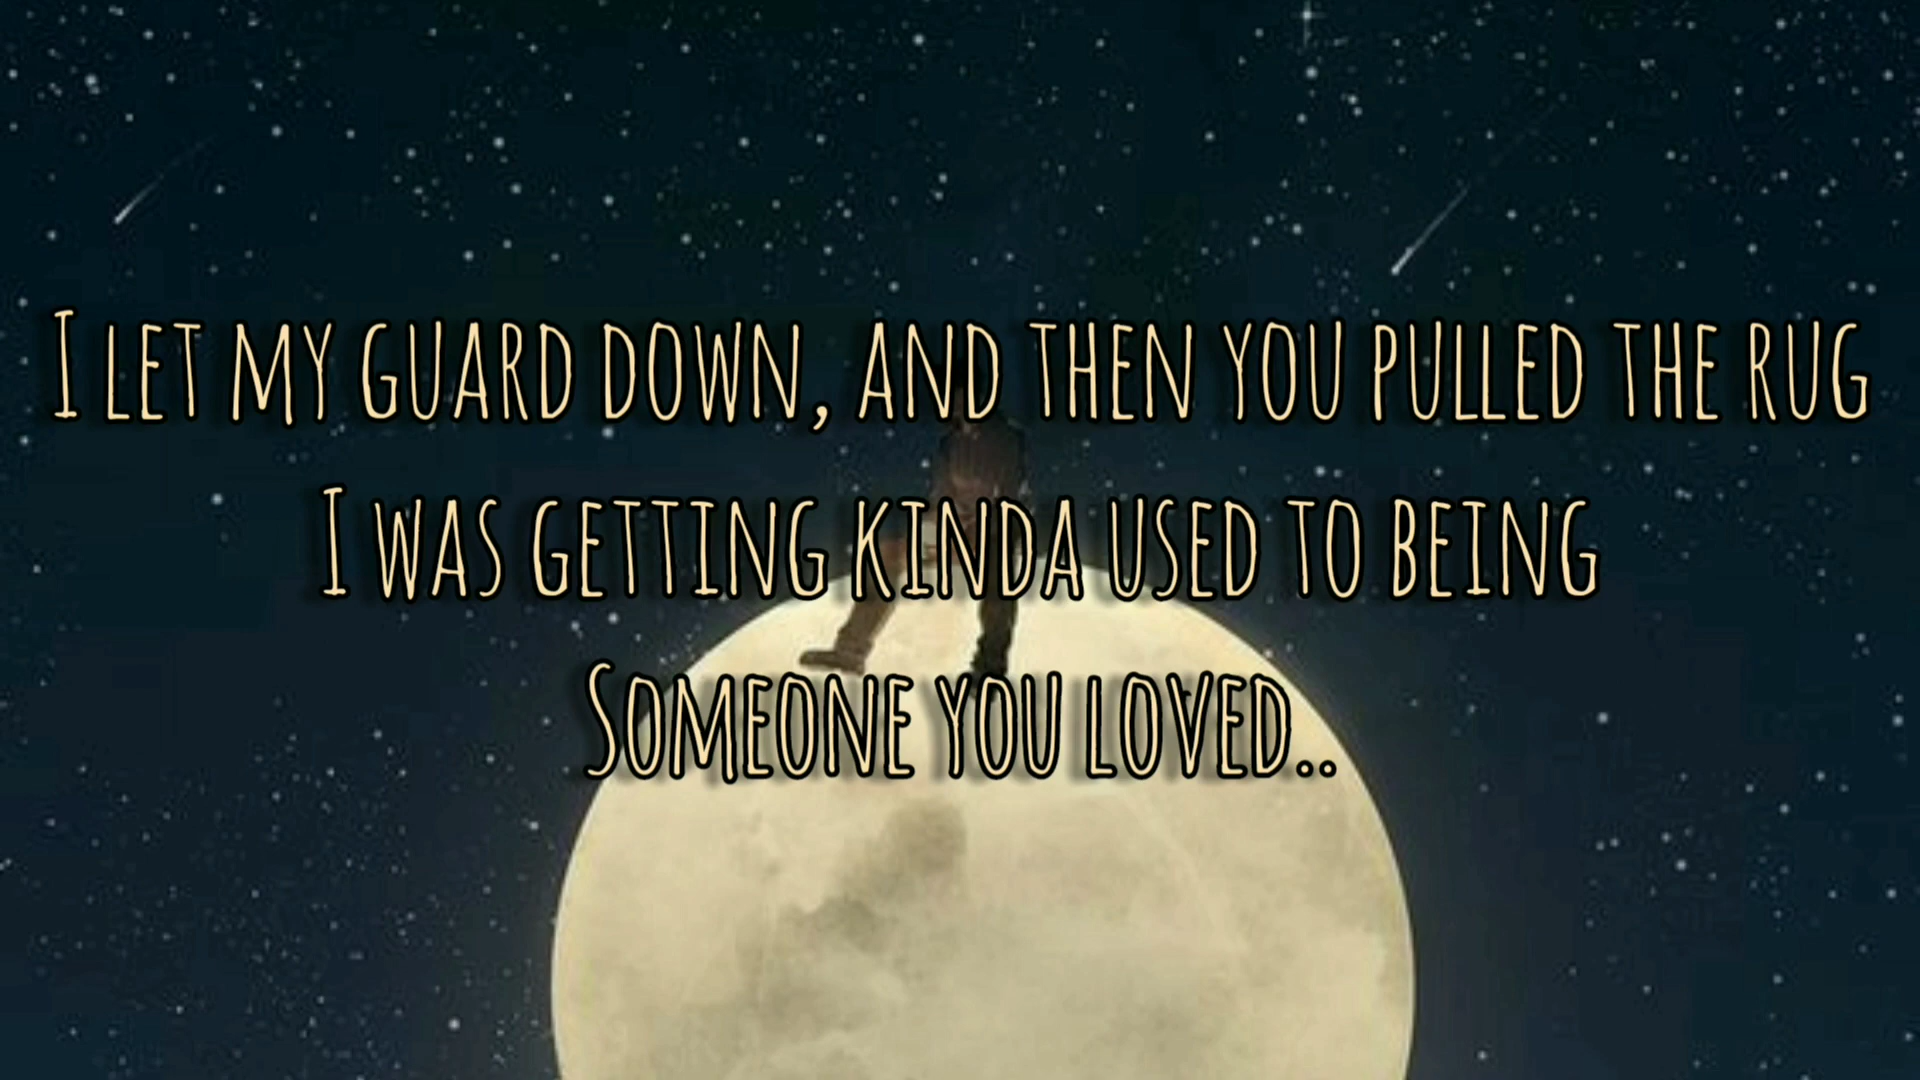 I let my guard down, and then you pulled the rug
I was getting kinda used to being
Someone you loved..